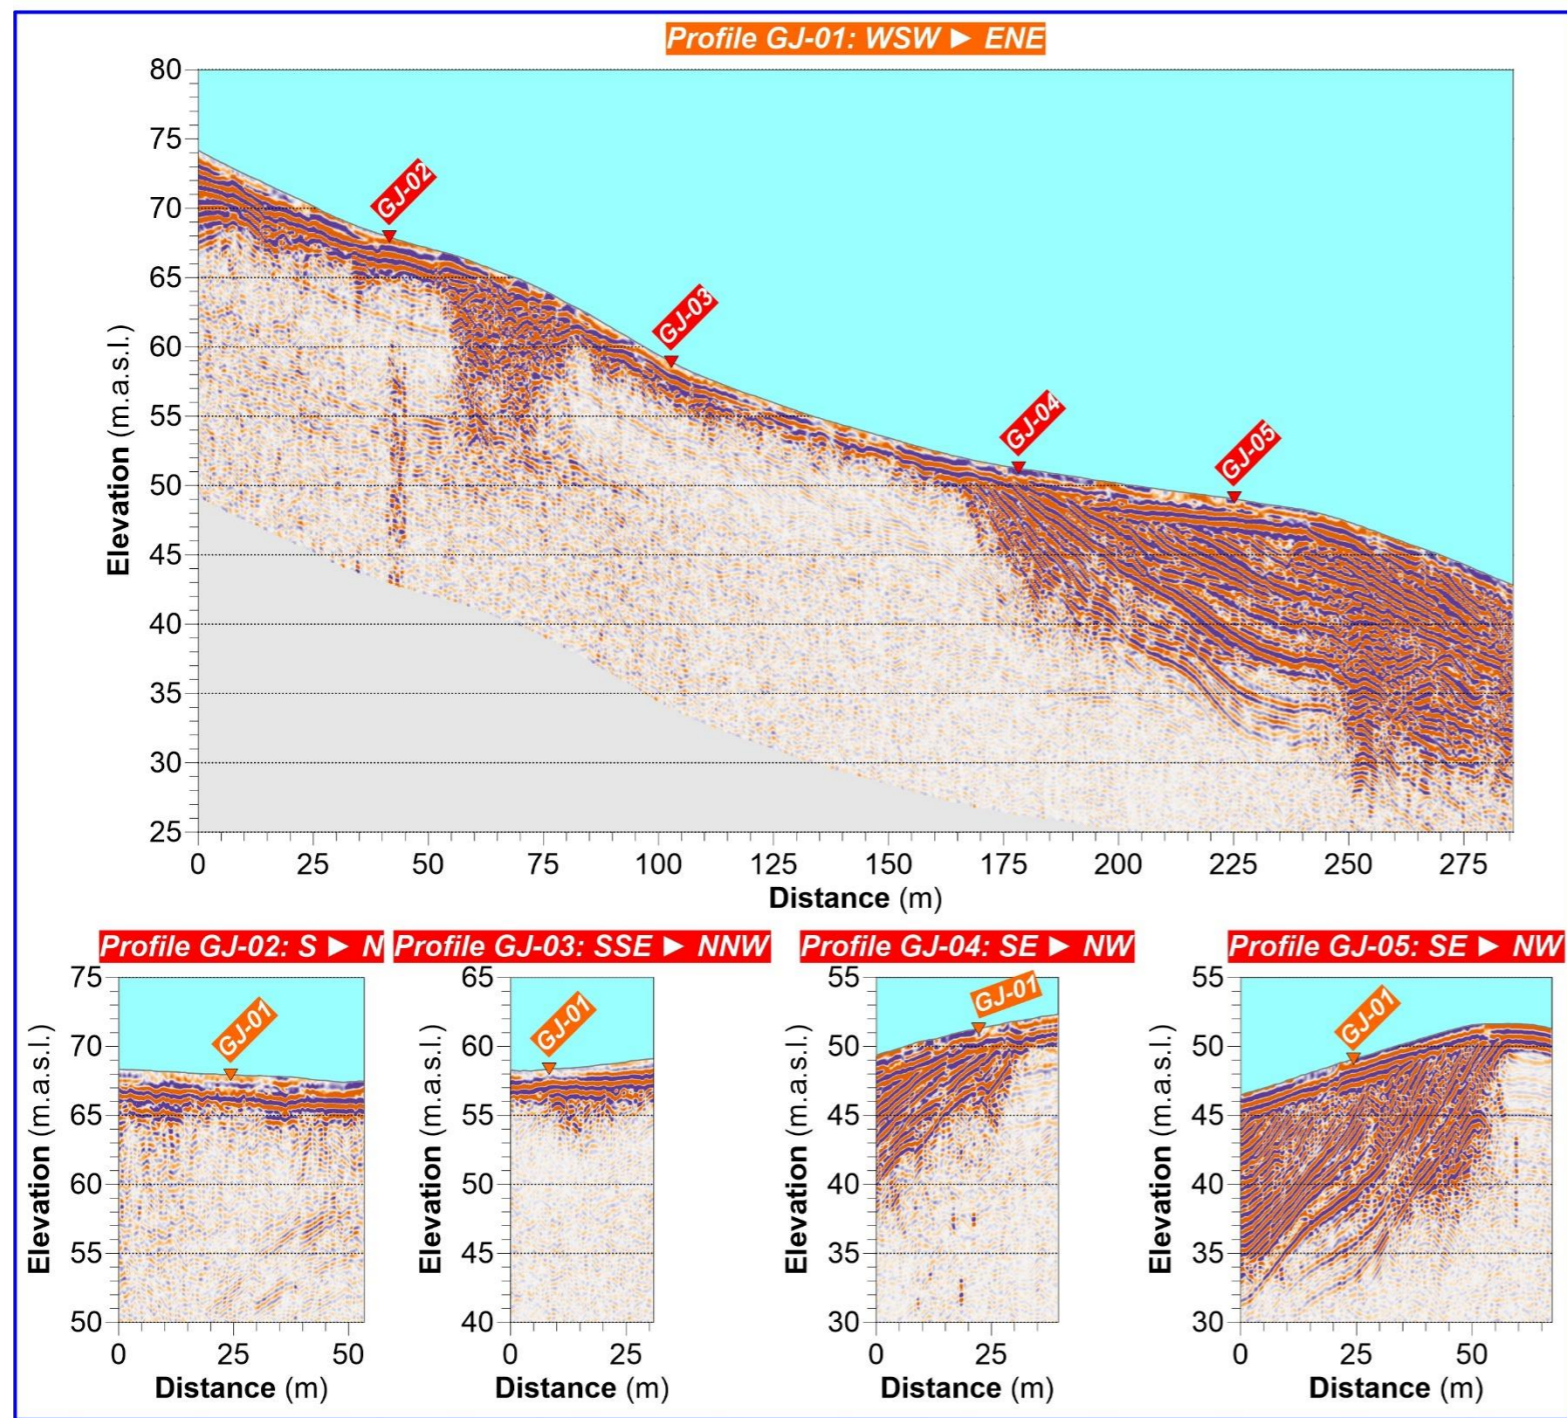 Profile GJ-01: WSW ► ENE
80
75
70
65
60
55
50
45
40
35
30
25
Elevation (m.a.s.l.)
GJ-02
GJ-03
GJ-04
GJ-05
0 25 50 75 100 125 150 175 200 225 250 275
Distance (m)
Profile GJ-02: S ► N
75
70
65
60
55
50
Elevation (m.a.s.l.)
GJ-01
0 25 50
Distance (m)
Profile GJ-03: SSE ► NNW
65
60
55
50
45
40
Elevation (m.a.s.l.)
GJ-01
0 25
Distance (m)
Profile GJ-04: SE ► NW
55
50
45
40
35
30
Elevation (m.a.s.l.)
GJ-01
0 25
Distance (m)
Profile GJ-05: SE ► NW
55
50
45
40
35
30
Elevation (m.a.s.l.)
GJ-01
0 25 50
Distance (m)